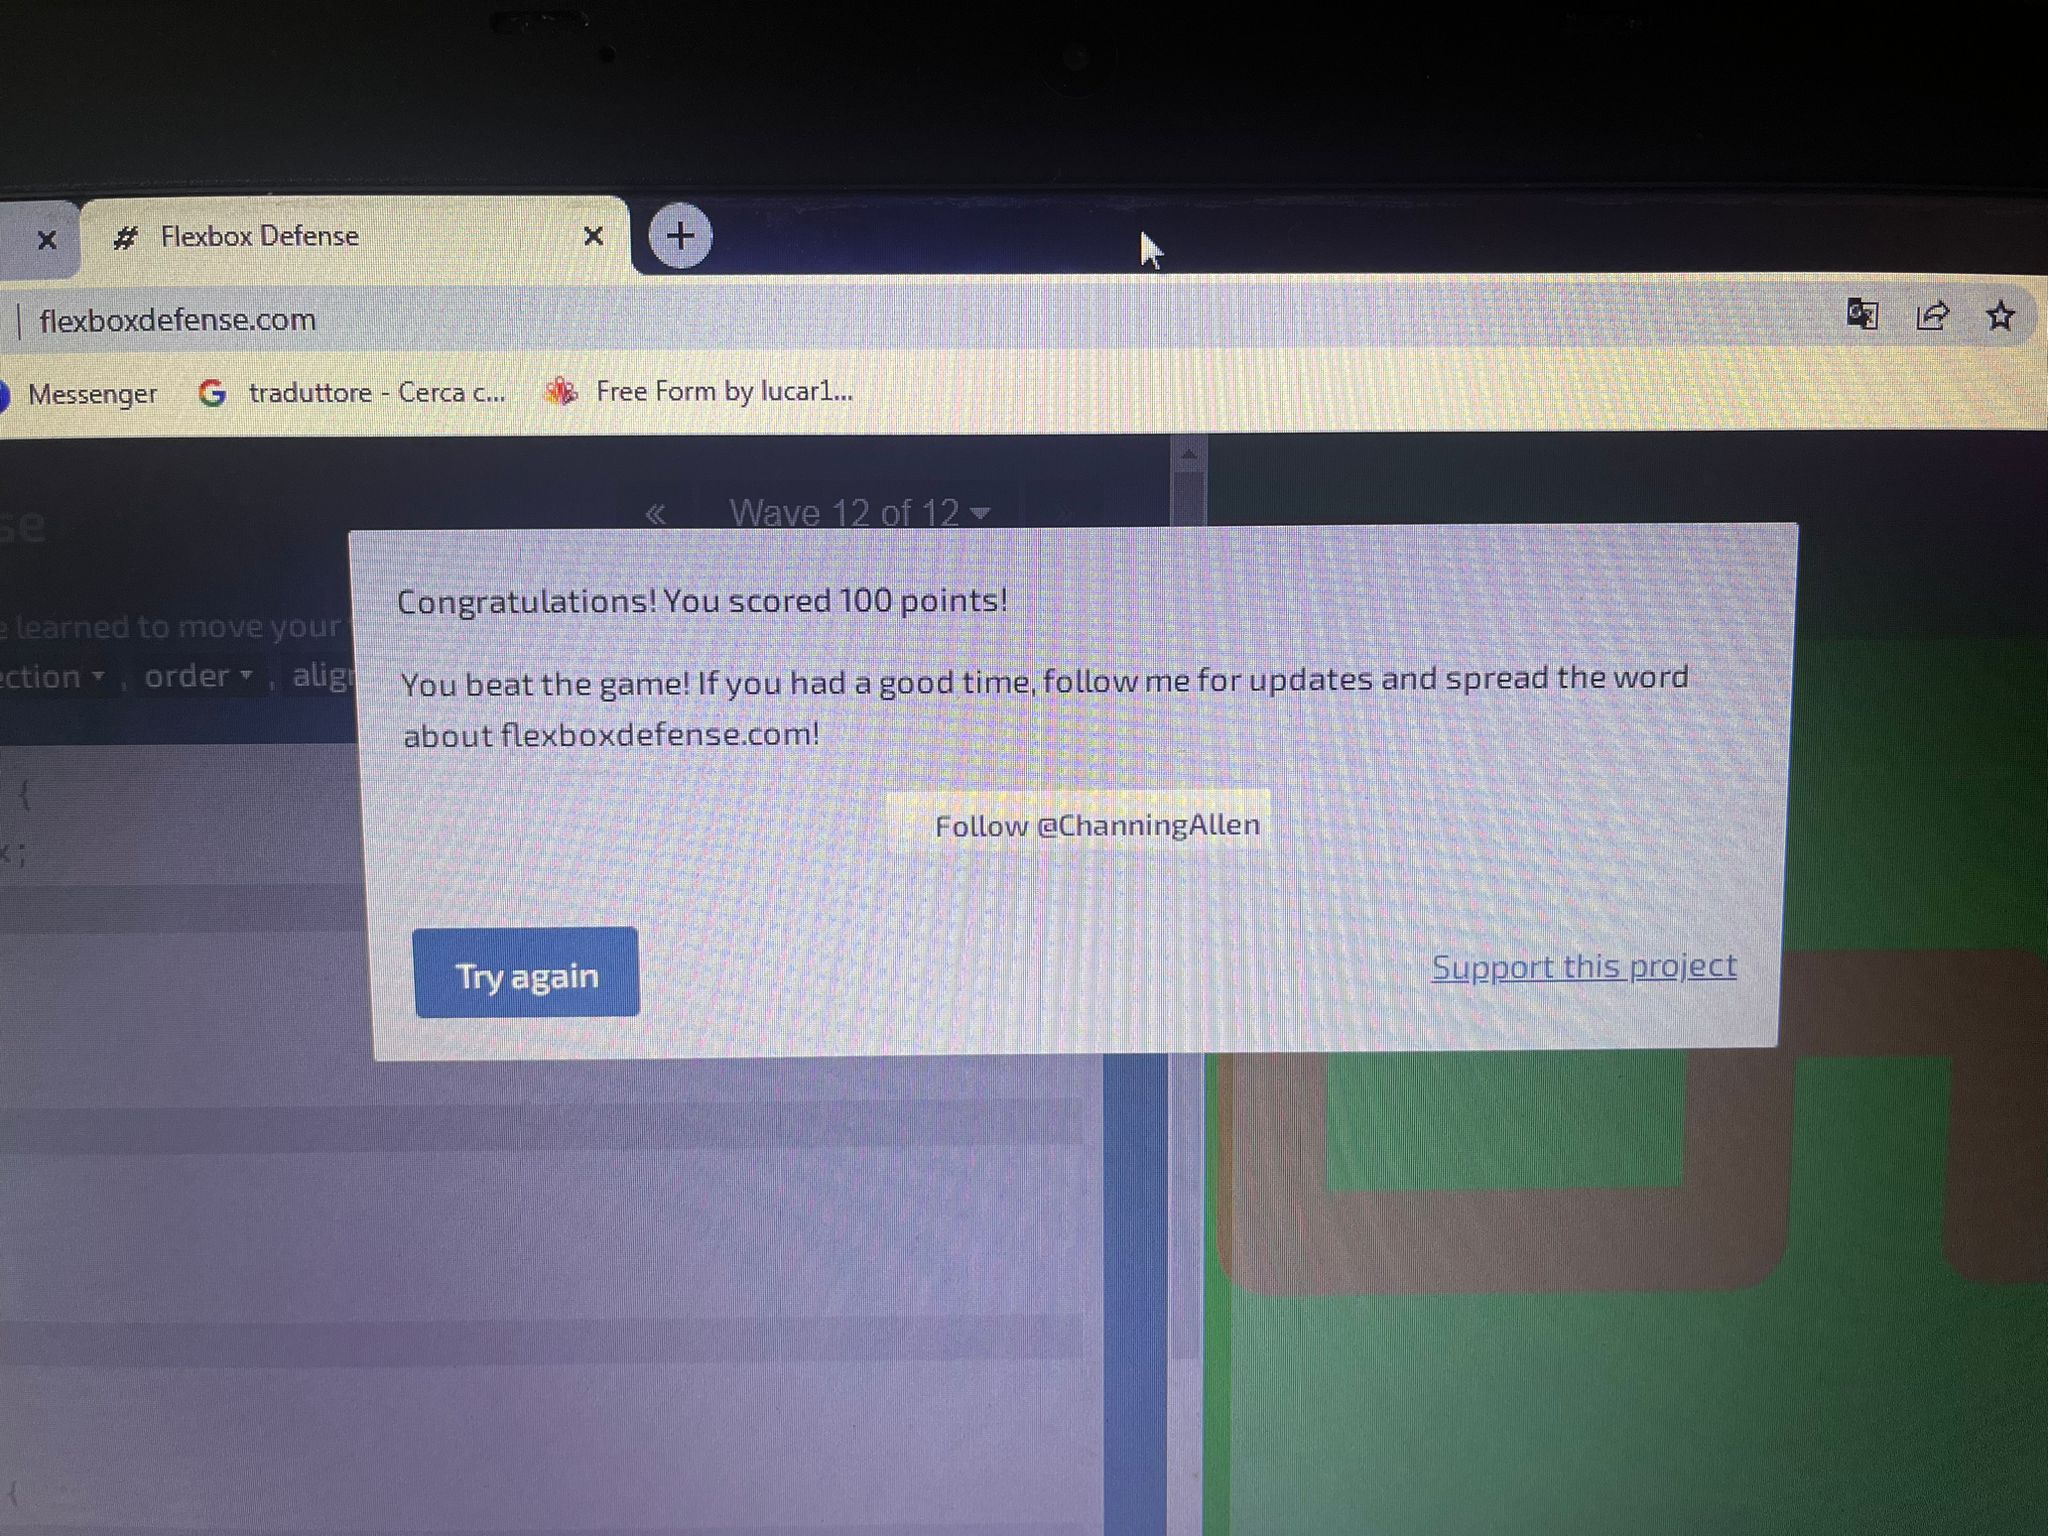 # Flexbox Defense
flexboxdefense.com
Messenger traduttore - Cerca c... Free Form by lucar1...
se « Wave 12 of 12
Congratulations! You scored 100 points!
e learned to move your
ction , order , alig
You beat the game! If you had a good time, follow me for updates and spread the word
about flexboxdefense.com!
{
Follow @ChanningAllen
x;
Try again Support this project
{